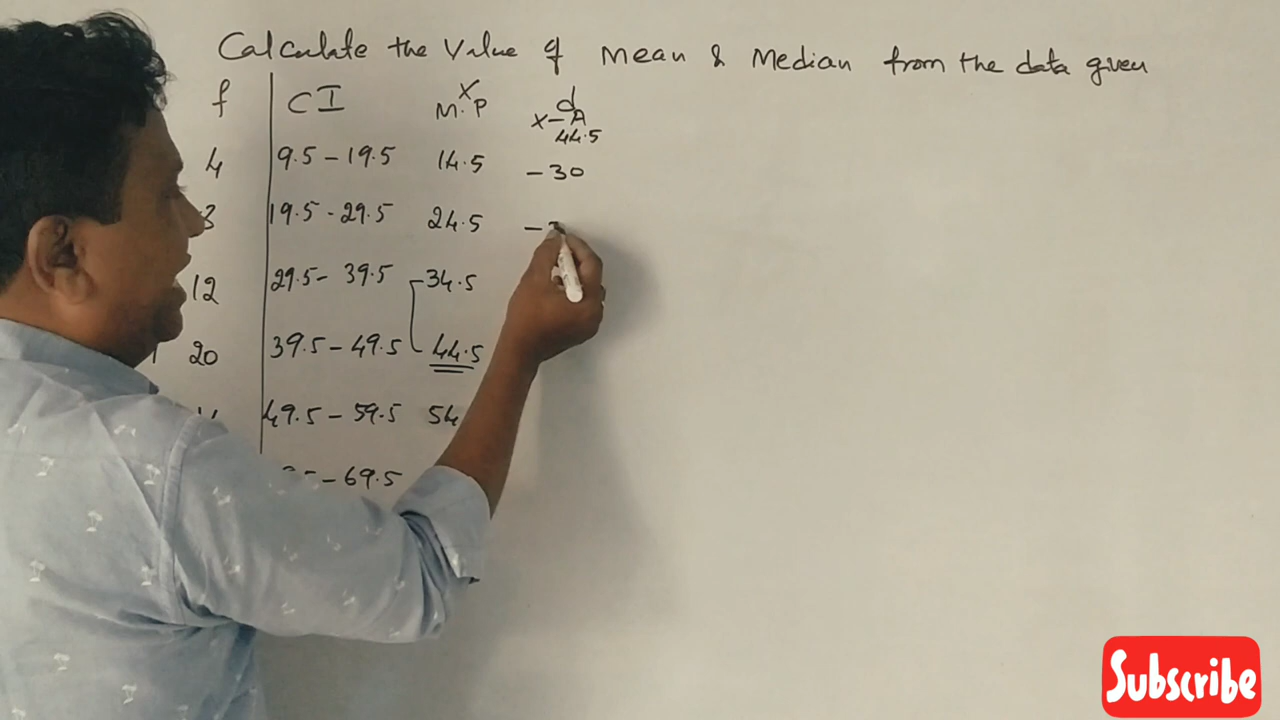 Calculate the Value of Mean & Median from the data given
f CI X M.P d X-A 44.5
4 9.5-19.5 14.5 -30
3 19.5-29.5 24.5
12 29.5-39.5 34.5
20 39.5-49.5 44.5
49.5-59.5 54
-69.5
Subscribe